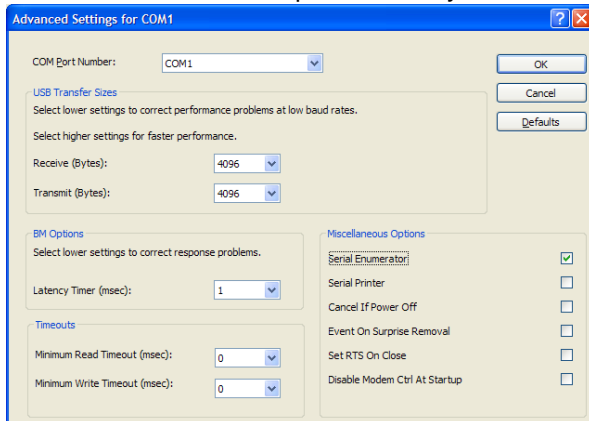 Advanced Settings for COM1
COM Port Number: COM1
OK
Cancel
Defaults
USB Transfer Sizes
Select lower settings to correct performance problems at low baud rates.
Select higher settings for faster performance.
Receive (Bytes): 4096
Transmit (Bytes): 4096
BM Options
Select lower settings to correct response problems.
Latency Timer (msec): 1
Timeouts
Minimum Read Timeout (msec): 0
Minimum Write Timeout (msec): 0
Miscellaneous Options
Serial Enumerator
Serial Printer
Cancel If Power Off
Event On Surprise Removal
Set RTS On Close
Disable Modem Ctrl At Startup